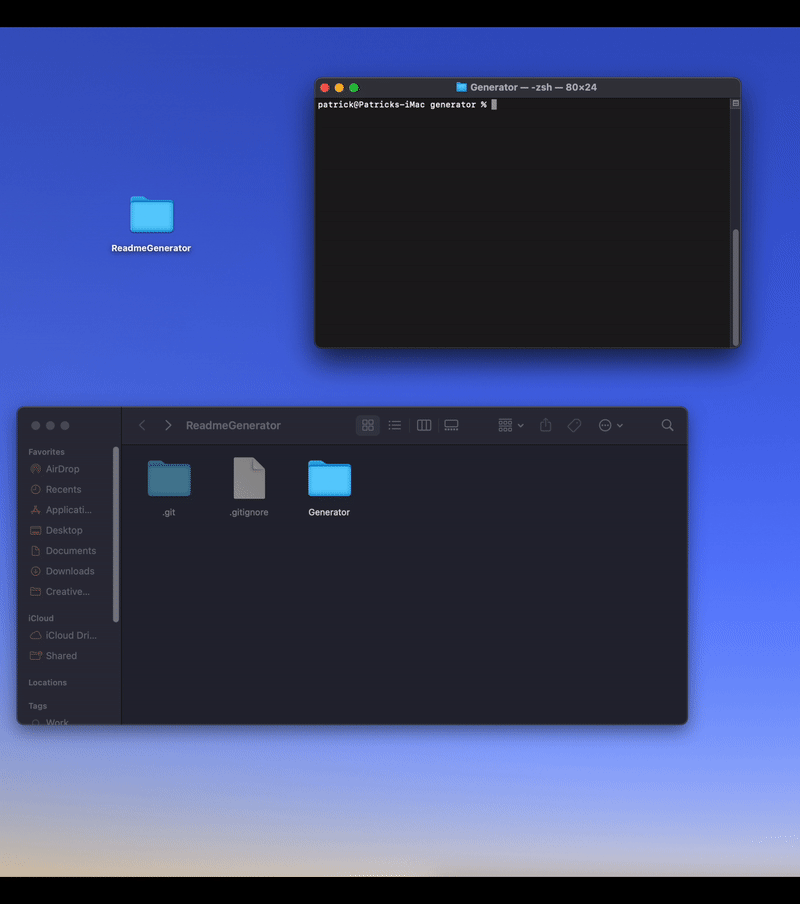 Generator — -zsh — 80×24
patrick@Patricks-iMac generator %
ReadmeGenerator
ReadmeGenerator
Favorites
AirDrop
Recents
Applicati...
Desktop
Documents
Downloads
Creative...
iCloud
iCloud Dri...
Shared
Locations
Tags
Work
.git
.gitignore
Generator